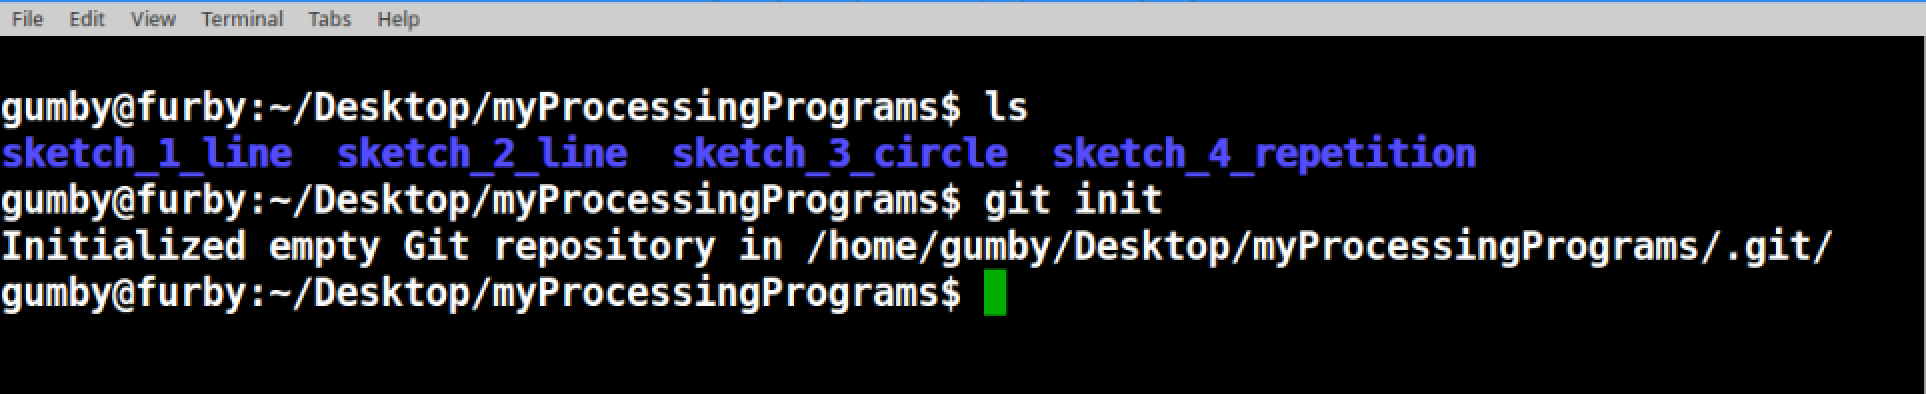 File Edit View Terminal Tabs Help
gumby@furby:~/Desktop/myProcessingPrograms$ ls
sketch_1_line  sketch_2_line  sketch_3_circle  sketch_4_repetition
gumby@furby:~/Desktop/myProcessingPrograms$ git init
Initialized empty Git repository in /home/gumby/Desktop/myProcessingPrograms/.git/
gumby@furby:~/Desktop/myProcessingPrograms$